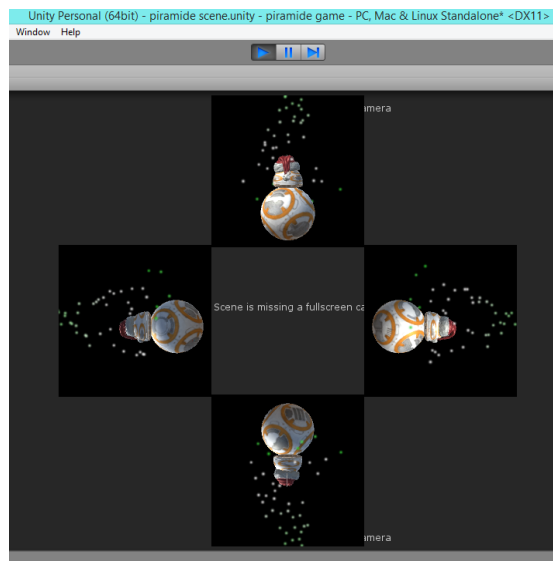 Unity Personal (64bit) - piramide scene.unity - piramide game - PC, Mac & Linux Standalone* <DX11>
Window Help
amera
Scene is missing a fullscreen ca
amera